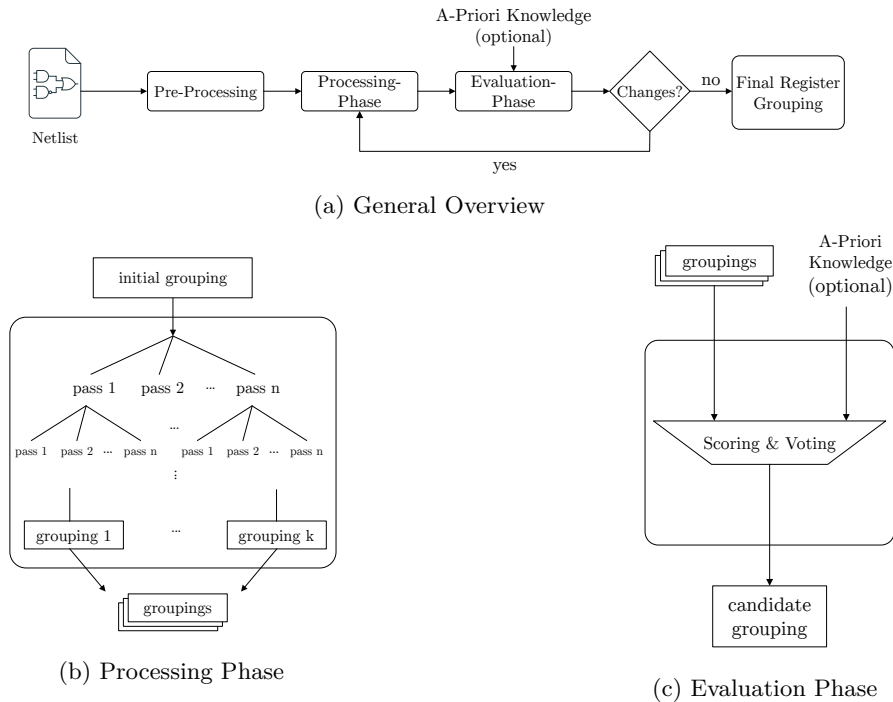 A-Priori Knowledge
(optional)
Netlist
Pre-Processing
Processing-
Phase
Evaluation-
Phase
Changes?
no
Final Register
Grouping
yes
(a) General Overview
initial grouping
pass 1 pass 2 ... pass n
...
pass 1 pass 2 ... pass n pass 1 pass 2 ... pass n
⋮
grouping 1 ... grouping k
groupings
(b) Processing Phase
groupings
A-Priori
Knowledge
(optional)
Scoring & Voting
candidate
grouping
(c) Evaluation Phase